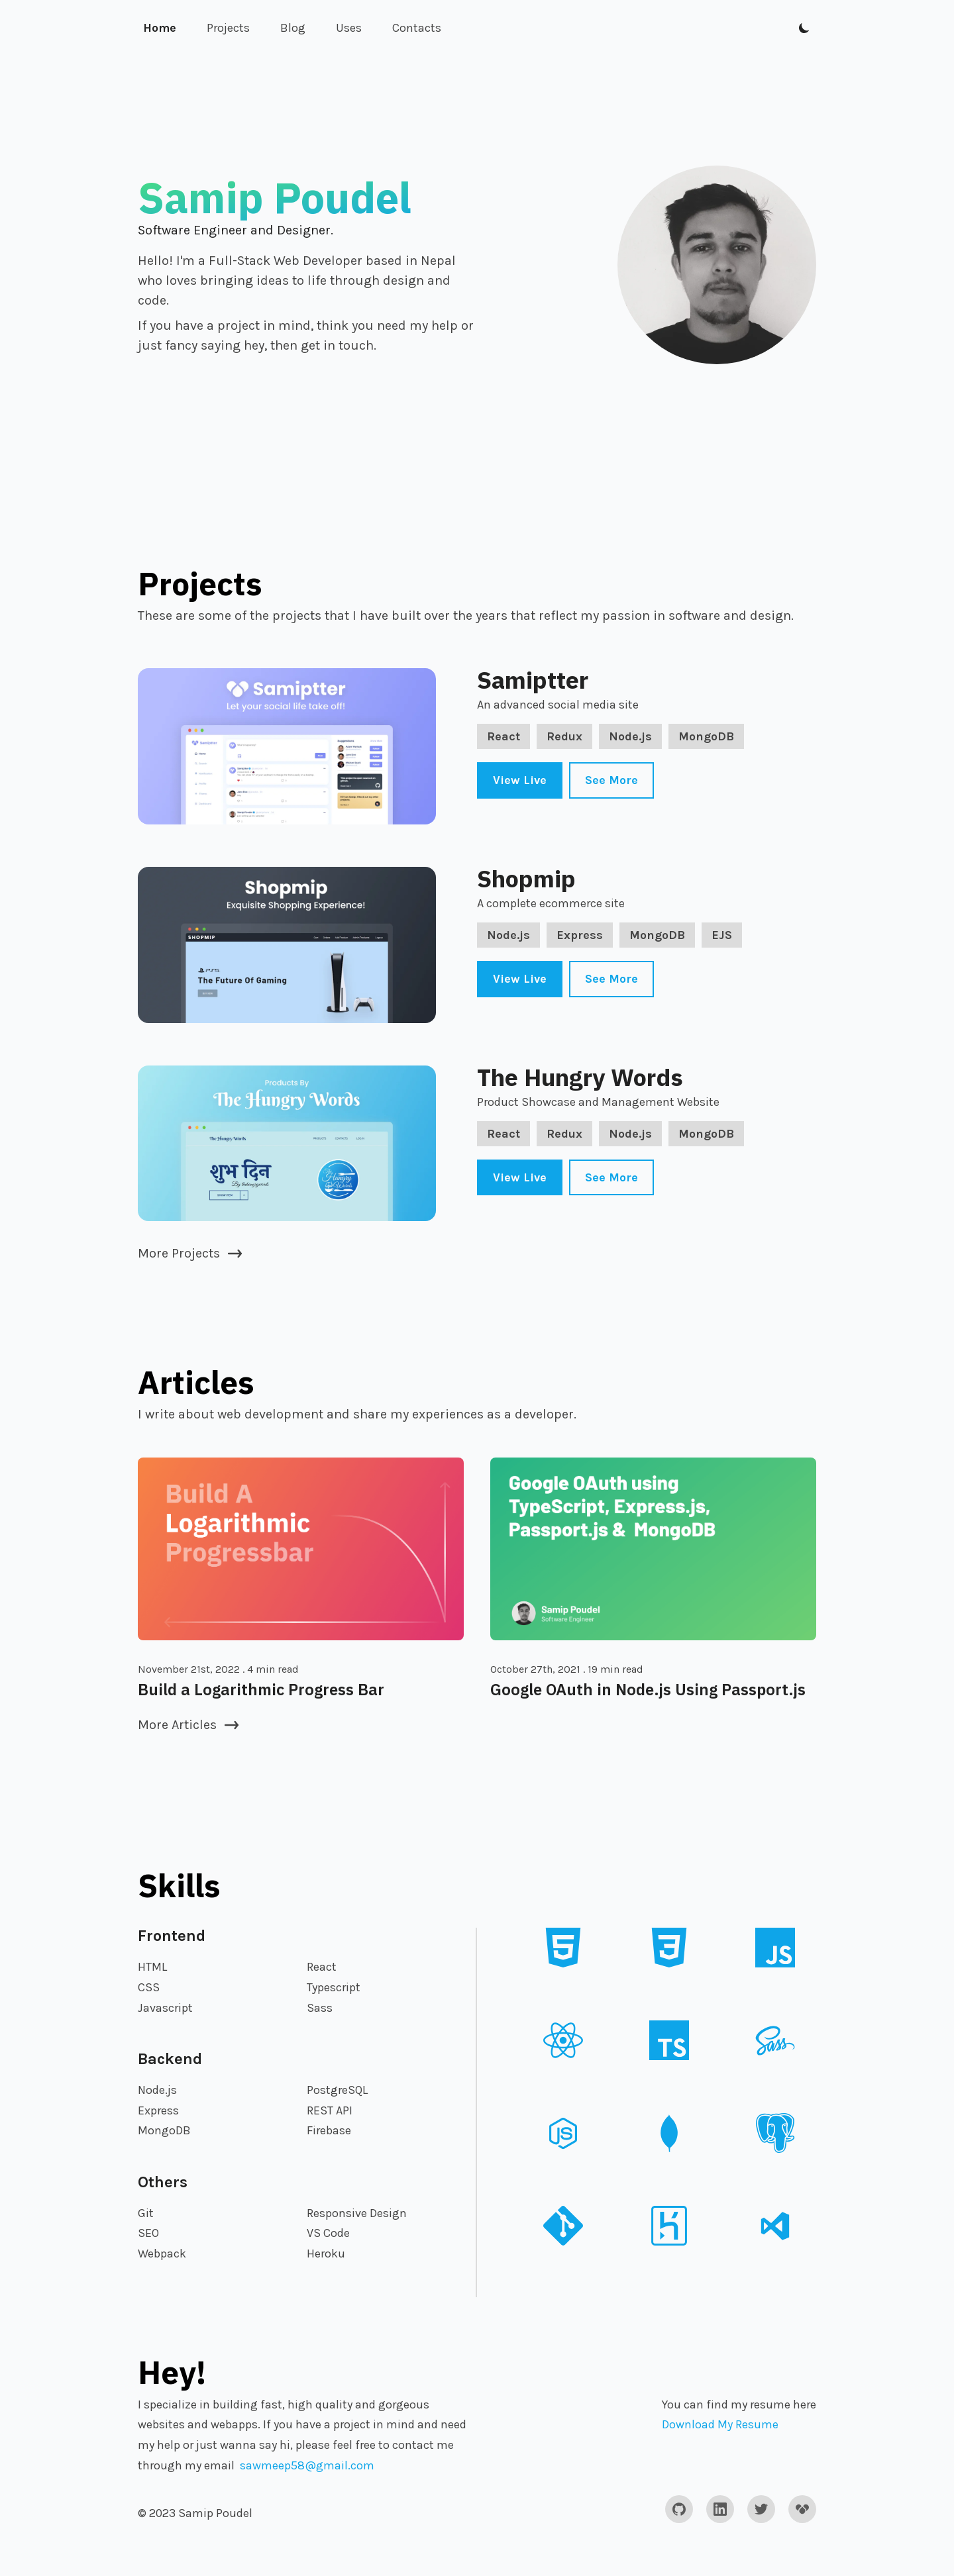 Home Projects Blog Uses Contacts
Samip Poudel
Software Engineer and Designer.
Hello! I'm a Full-Stack Web Developer based in Nepal
who loves bringing ideas to life through design and
code.
If you have a project in mind, think you need my help or
just fancy saying hey, then get in touch.
Projects
These are some of the projects that I have built over the years that reflect my passion in software and design.
Samiptter
Let your social life take off!
Samiptter
Samiptter
An advanced social media site
React Redux Node.js MongoDB
View Live See More
Shopmip
Exquisite Shopping Experience!
SHOPMIP
PS5
The Future Of Gaming
Shopmip
A complete ecommerce site
Node.js Express MongoDB EJS
View Live See More
Products By
The Hungry Words
The Hungry Words
शुभ दिन
The Hungry Words
Product Showcase and Management Website
React Redux Node.js MongoDB
View Live See More
More Projects
Articles
I write about web development and share my experiences as a developer.
Build A
Logarithmic
Progressbar
November 21st, 2022 . 4 min read
Build a Logarithmic Progress Bar
Google OAuth using
TypeScript, Express.js,
Passport.js & MongoDB
Samip Poudel
Software Engineer
October 27th, 2021 . 19 min read
Google OAuth in Node.js Using Passport.js
More Articles
Skills
Frontend
HTML React
CSS Typescript
Javascript Sass
Backend
Node.js PostgreSQL
Express REST API
MongoDB Firebase
Others
Git Responsive Design
SEO VS Code
Webpack Heroku
5 3 JS
TS Sass
JS
Hey!
I specialize in building fast, high quality and gorgeous
websites and webapps. If you have a project in mind and need
my help or just wanna say hi, please feel free to contact me
through my email sawmeep58@gmail.com
You can find my resume here
Download My Resume
© 2023 Samip Poudel